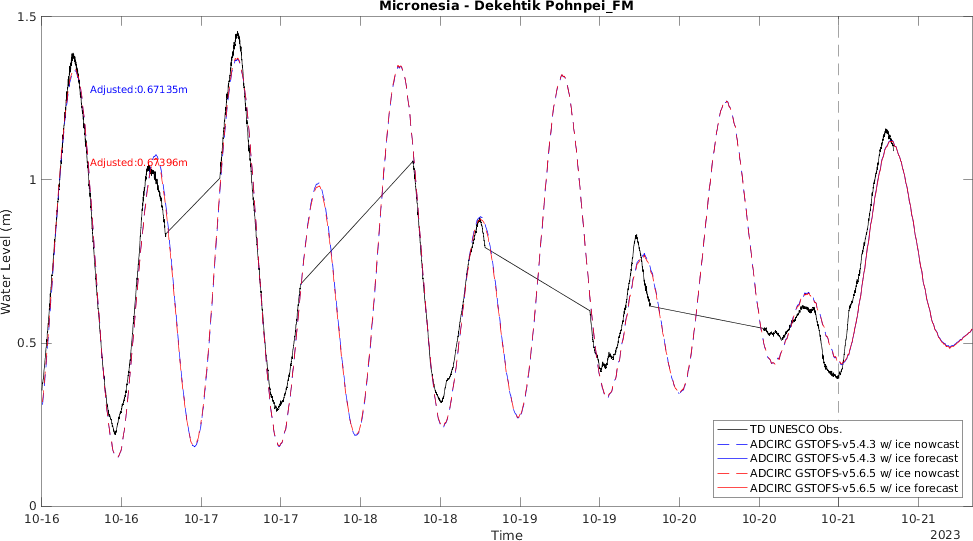 Micronesia - Dekehtik Pohnpei_FM
1.5
Adjusted:0.67135m
Adjusted:0.67396m
1
Water Level (m)
0.5
TD UNESCO Obs.
ADCIRC GSTOFS-v5.4.3 w/ ice nowcast
ADCIRC GSTOFS-v5.4.3 w/ ice forecast
ADCIRC GSTOFS-v5.6.5 w/ ice nowcast
ADCIRC GSTOFS-v5.6.5 w/ ice forecast
0
10-16 10-16 10-17 10-17 10-18 10-18 10-19 10-19 10-20 10-20 10-21 10-21
Time
2023